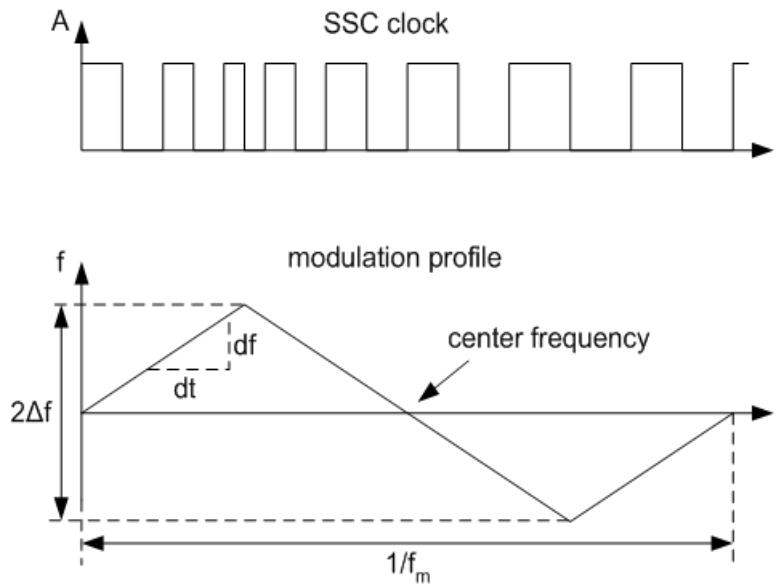 A
SSC clock
f
modulation profile
center frequency
df
dt
2Δf
1/fm